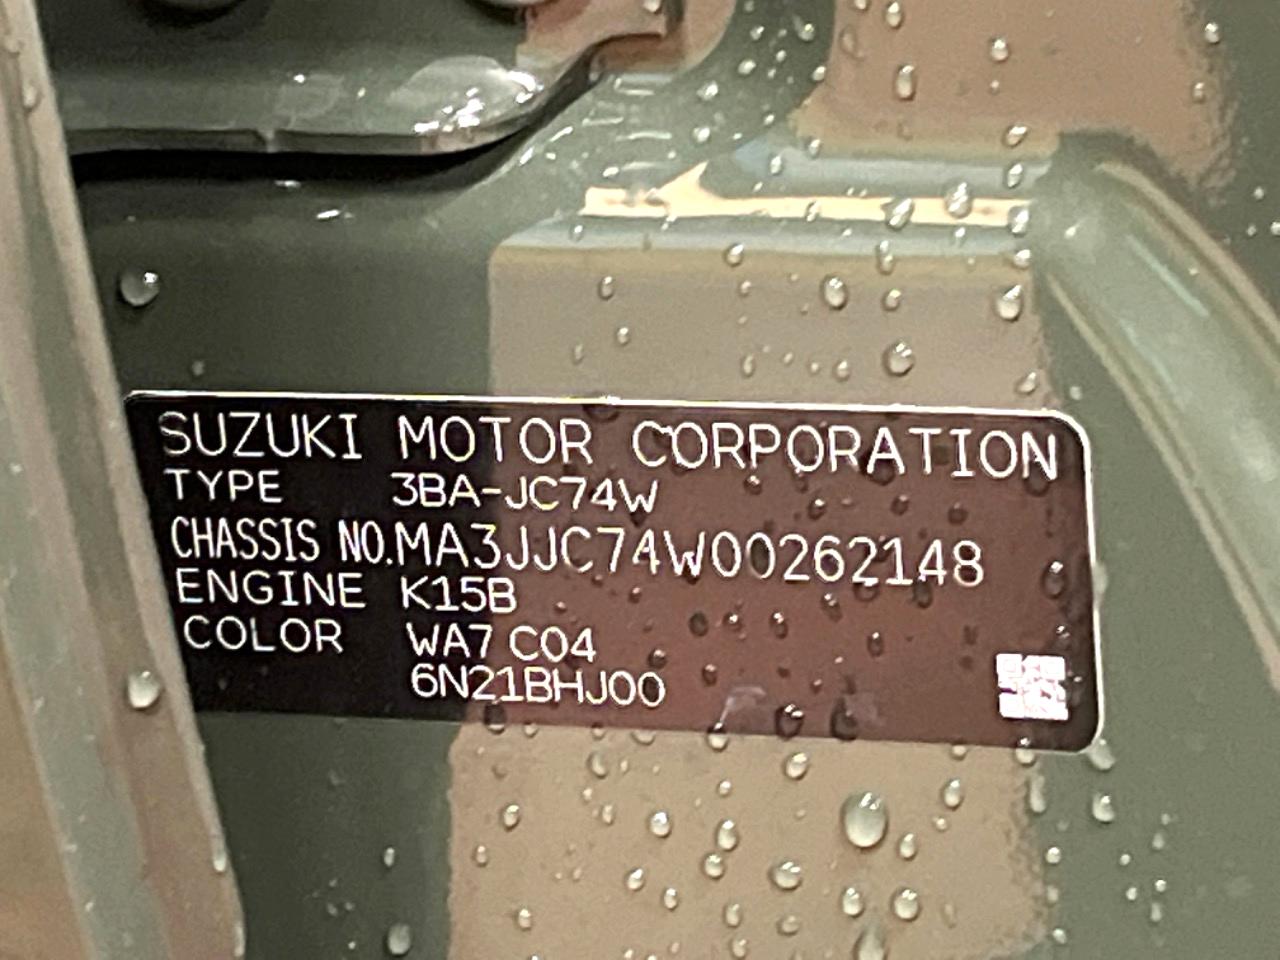 SUZUKI MOTOR CORPORATION
TYPE 3BA-JC74W
CHASSIS NO.MA3JJC74W00262148
ENGINE K15B
COLOR WA7 C04
6N21BHJ00